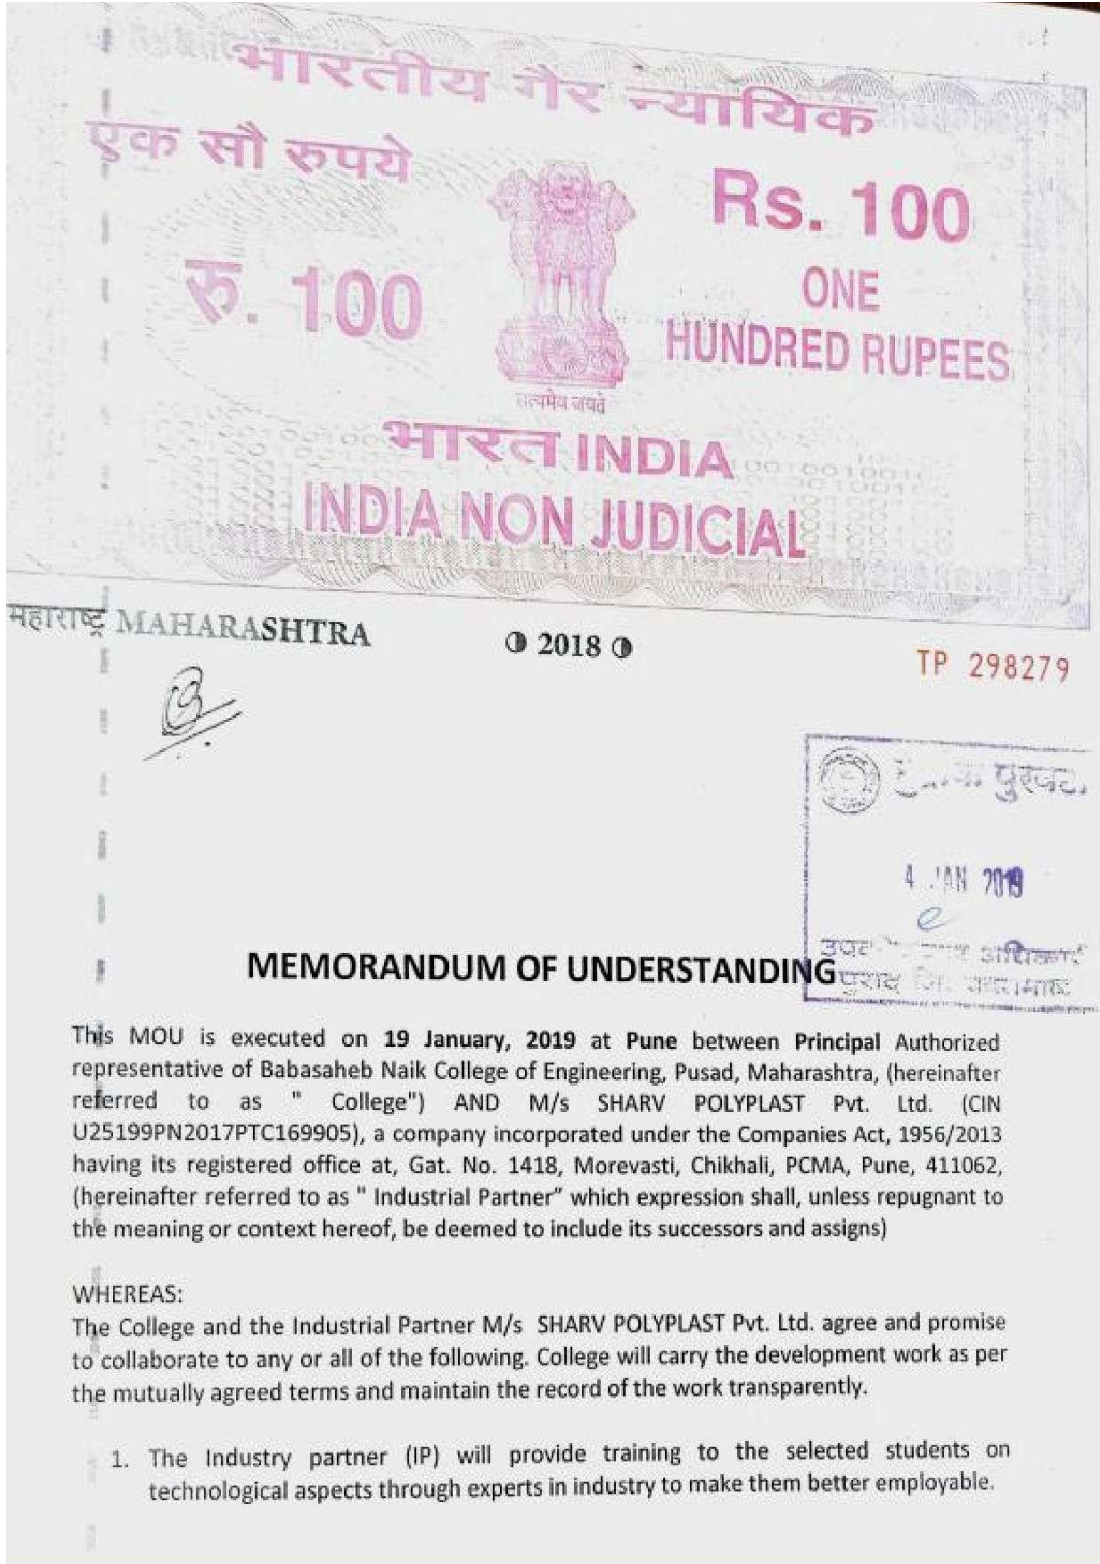 भारतीय गैर न्यायिक
एक सौ रुपये
रु. 100
Rs. 100
ONE
HUNDRED RUPEES
सत्यमेव जयते
भारत INDIA
INDIA NON JUDICIAL
महाराष्ट्र MAHARASHTRA
2018
TP 298279
4 JAN 2019
MEMORANDUM OF UNDERSTANDING
This MOU is executed on 19 January, 2019 at Pune between Principal Authorized
representative of Babasaheb Naik College of Engineering, Pusad, Maharashtra, (hereinafter
referred to as " College") AND M/s SHARV POLYPLAST Pvt. Ltd. (CIN
U25199PN2017PTC169905), a company incorporated under the Companies Act, 1956/2013
having its registered office at, Gat. No. 1418, Morevasti, Chikhali, PCMA, Pune, 411062,
(hereinafter referred to as " Industrial Partner” which expression shall, unless repugnant to
the meaning or context hereof, be deemed to include its successors and assigns)
WHEREAS:
The College and the Industrial Partner M/s SHARV POLYPLAST Pvt. Ltd. agree and promise
to collaborate to any or all of the following. College will carry the development work as per
the mutually agreed terms and maintain the record of the work transparently.
1. The Industry partner (IP) will provide training to the selected students on
technological aspects through experts in industry to make them better employable.